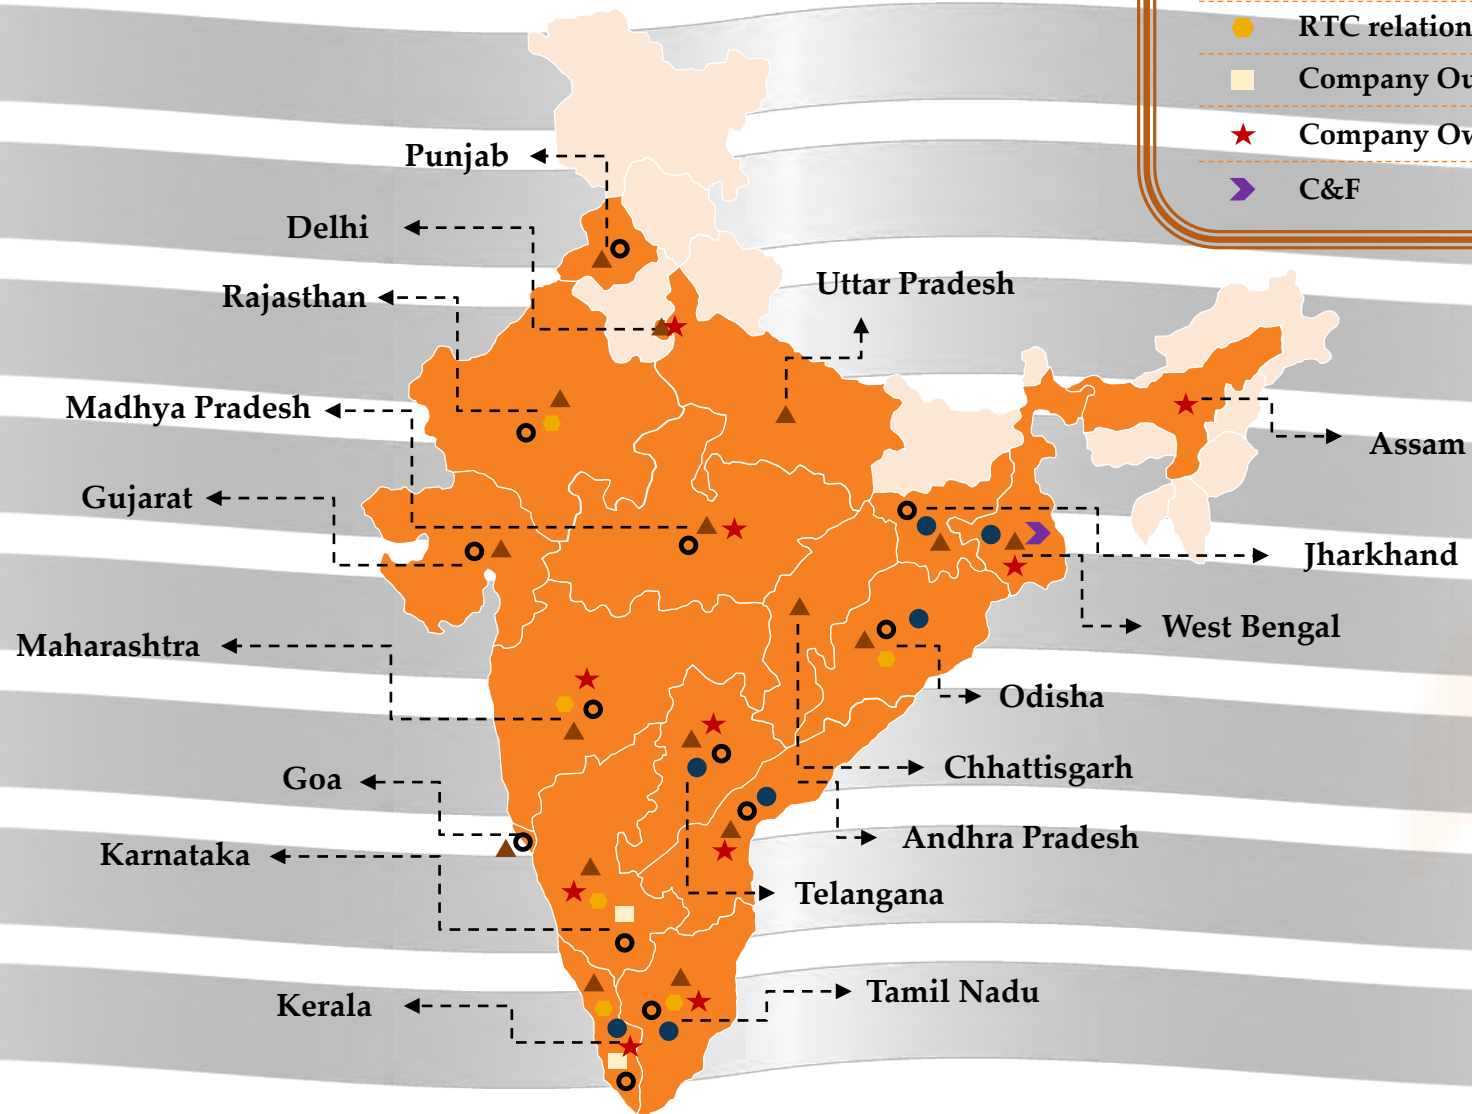 RTC relation
Company Ou
Company Ow
C&F
Punjab
Delhi
Rajasthan
Uttar Pradesh
Madhya Pradesh
Assam
Gujarat
Jharkhand
West Bengal
Maharashtra
Odisha
Chhattisgarh
Goa
Andhra Pradesh
Karnataka
Telangana
Tamil Nadu
Kerala